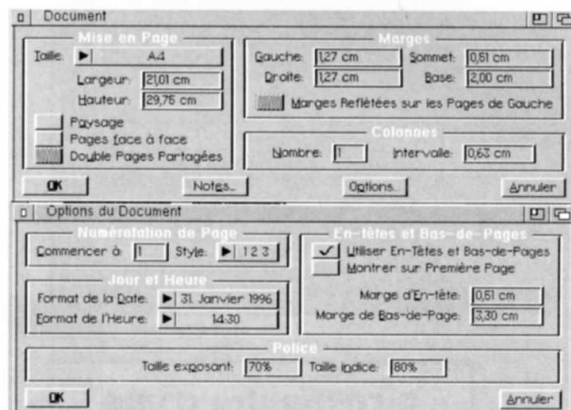 Document
Mise en Page
Taille: A4
Largeur: 21,01 cm
Hauteur: 29,75 cm
Paysage
Pages face à face
Double Pages Partagées
Marges
Gauche: 1,27 cm Sommet: 0,51 cm
Droite: 1,27 cm Base: 2,00 cm
Marges Reflétées sur les Pages de Gauche
Colonnes
Nombre: 1 Intervalle: 0,63 cm
OK Notes... Options... Annuler
Options du Document
Numérotation de Page
Commencer à: 1 Style: 1 2 3
Jour et Heure
Format de la Date: 31. Janvier 1996
Format de l'Heure: 14:30
En-têtes et Bas-de-Pages
Utiliser En-Têtes et Bas-de-Pages
Montrer sur Première Page
Marge d'En-tête: 0,51 cm
Marge de Bas-de-Page: 3,30 cm
Police
Taille exposant: 70% Taille indice: 80%
OK Annuler